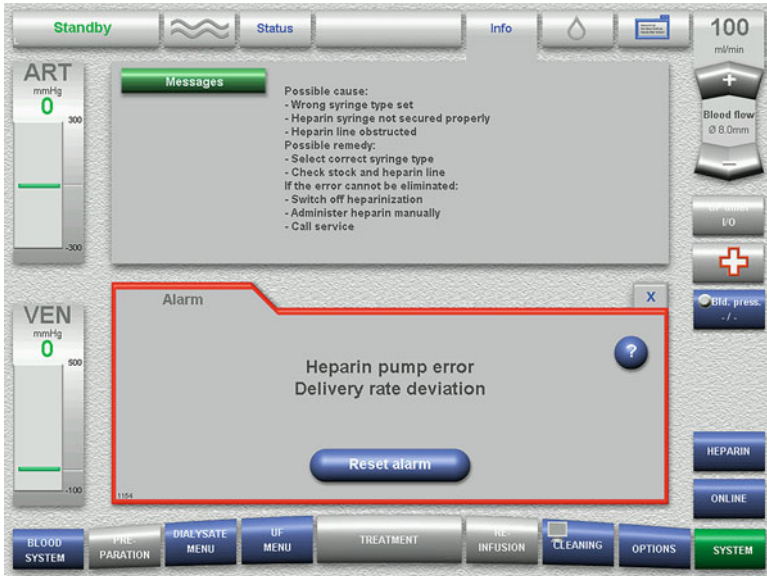 Standby
Status
Info
100
ml/min
ART
mmHg
0
300
-300
+
Blood flow
Ø 8.0mm
–
Messages
Possible cause:
- Wrong syringe type set
- Heparin syringe not secured properly
- Heparin line obstructed
Possible remedy:
- Select correct syringe type
- Check stock and heparin line
If the error cannot be eliminated:
- Switch off heparinization
- Administer heparin manually
- Call service
I/O
Bld. press.
- / -
VEN
mmHg
0
500
-100
Alarm
X
?
Heparin pump error
Delivery rate deviation
Reset alarm
1154
HEPARIN
ONLINE
BLOOD
SYSTEM
PRE-
PARATION
DIALYSATE
MENU
UF
MENU
TREATMENT
RE-
INFUSION
CLEANING
OPTIONS
SYSTEM